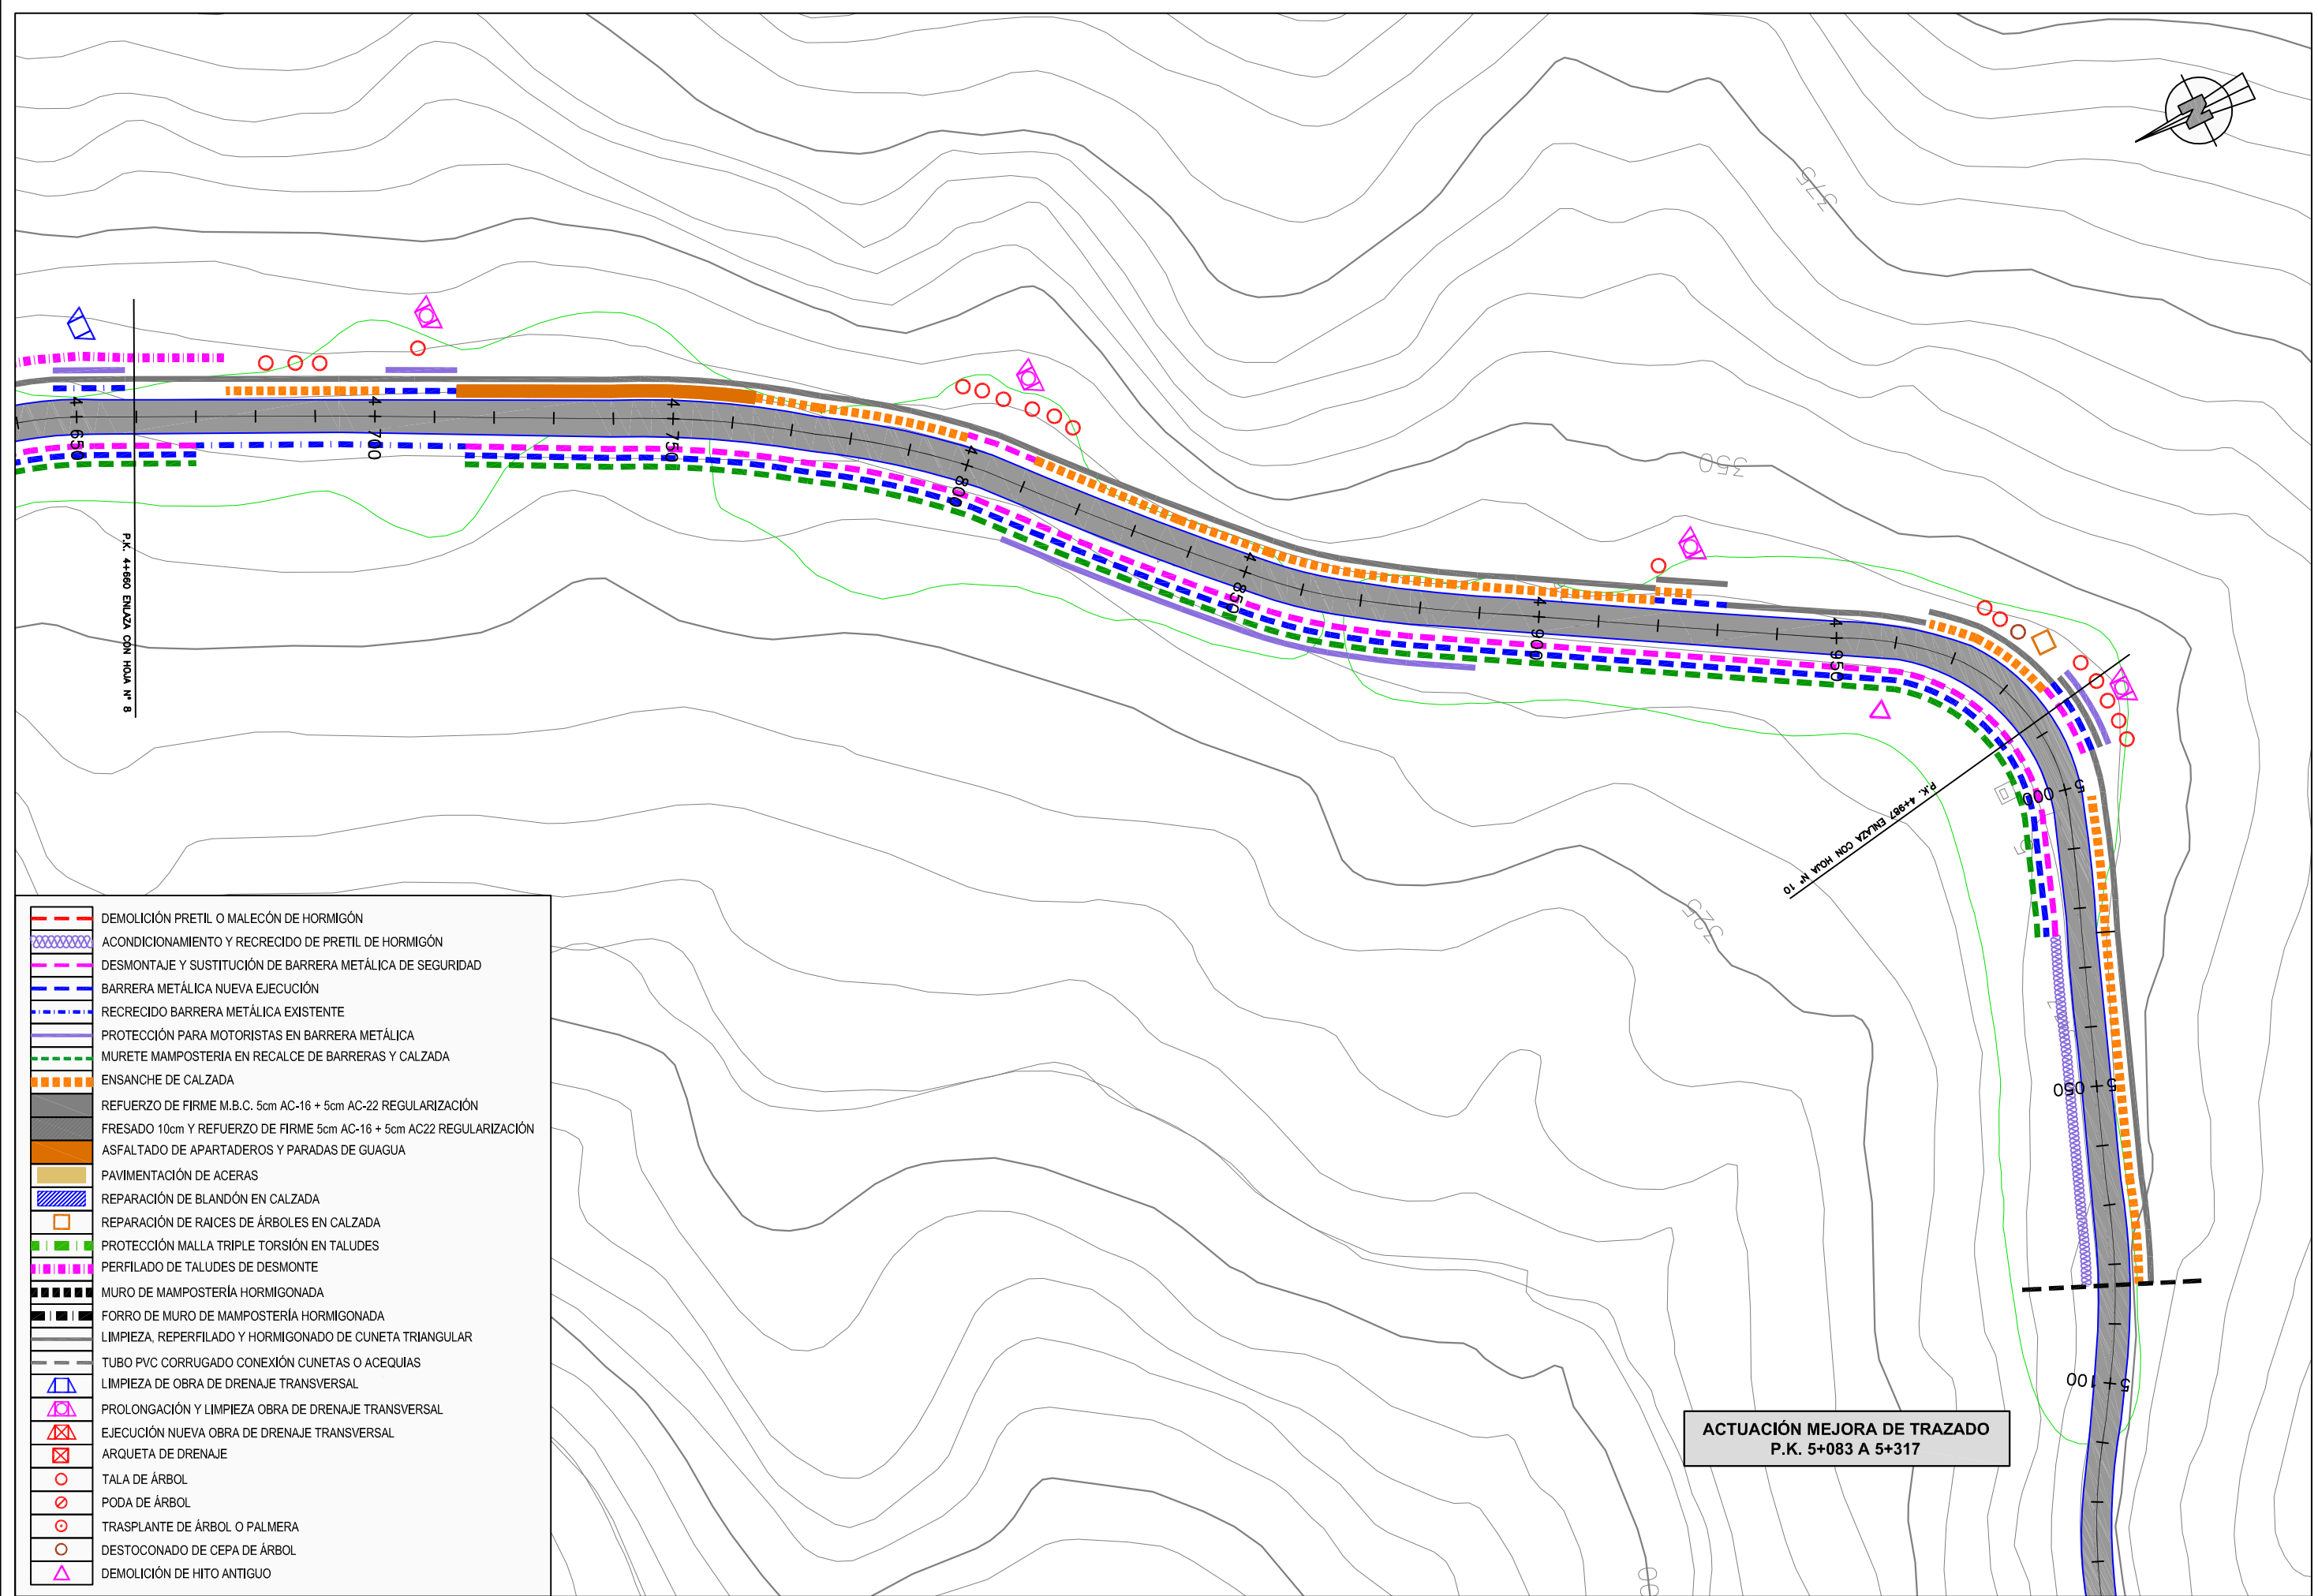 375
350
4 650
4 700
4 750
4 800
4 850
4 900
4 950
5 000
5 050
5 100
325
P.K. 4+660 ENLAZA CON HOJA Nº 8
P.K. 4+987 ENLAZA CON HOJA Nº 10
DEMOLICIÓN PRETIL O MALECÓN DE HORMIGÓN
ACONDICIONAMIENTO Y RECRECIDO DE PRETIL DE HORMIGÓN
DESMONTAJE Y SUSTITUCIÓN DE BARRERA METÁLICA DE SEGURIDAD
BARRERA METÁLICA NUEVA EJECUCIÓN
RECRECIDO BARRERA METÁLICA EXISTENTE
PROTECCIÓN PARA MOTORISTAS EN BARRERA METÁLICA
MURETE MAMPOSTERIA EN RECALCE DE BARRERAS Y CALZADA
ENSANCHE DE CALZADA
REFUERZO DE FIRME M.B.C. 5cm AC-16 + 5cm AC-22 REGULARIZACIÓN
FRESADO 10cm Y REFUERZO DE FIRME 5cm AC-16 + 5cm AC22 REGULARIZACIÓN
ASFALTADO DE APARTADEROS Y PARADAS DE GUAGUA
PAVIMENTACIÓN DE ACERAS
REPARACIÓN DE BLANDÓN EN CALZADA
REPARACIÓN DE RAICES DE ÁRBOLES EN CALZADA
PROTECCIÓN MALLA TRIPLE TORSIÓN EN TALUDES
PERFILADO DE TALUDES DE DESMONTE
MURO DE MAMPOSTERÍA HORMIGONADA
FORRO DE MURO DE MAMPOSTERÍA HORMIGONADA
LIMPIEZA, REPERFILADO Y HORMIGONADO DE CUNETA TRIANGULAR
TUBO PVC CORRUGADO CONEXIÓN CUNETAS O ACEQUIAS
LIMPIEZA DE OBRA DE DRENAJE TRANSVERSAL
PROLONGACIÓN Y LIMPIEZA OBRA DE DRENAJE TRANSVERSAL
EJECUCIÓN NUEVA OBRA DE DRENAJE TRANSVERSAL
ARQUETA DE DRENAJE
TALA DE ÁRBOL
PODA DE ÁRBOL
TRASPLANTE DE ÁRBOL O PALMERA
DESTOCONADO DE CEPA DE ÁRBOL
DEMOLICIÓN DE HITO ANTIGUO
ACTUACIÓN MEJORA DE TRAZADO
P.K. 5+083 A 5+317